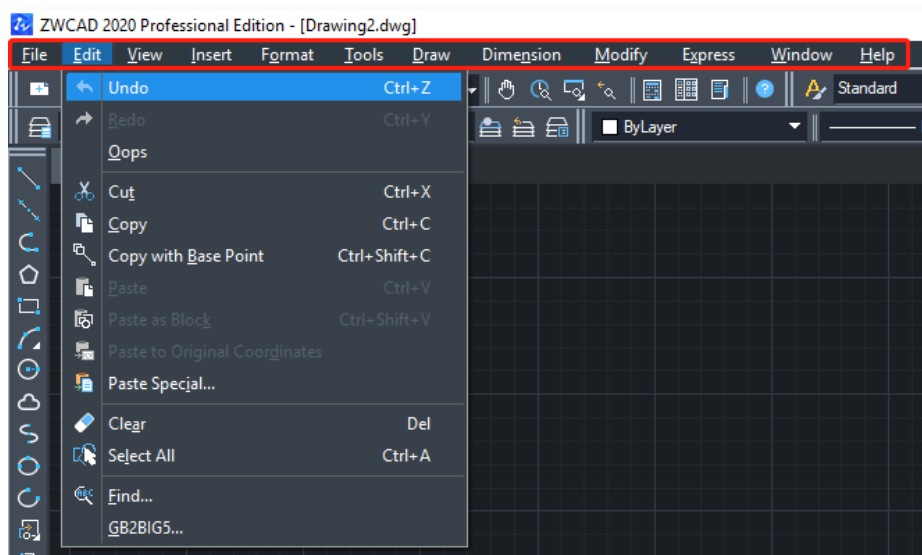 ZWCAD 2020 Professional Edition - [Drawing2.dwg]
File Edit View Insert Format Tools Draw Dimension Modify Express Window Help
Undo Ctrl+Z
Standard
Redo Ctrl+Y
ByLayer
Oops
Cut Ctrl+X
Copy Ctrl+C
Copy with Base Point Ctrl+Shift+C
Paste Ctrl+V
Paste as Block Ctrl+Shift+V
Paste to Original Coordinates
Paste Special...
Clear Del
Select All Ctrl+A
Find...
GB2BIG5...